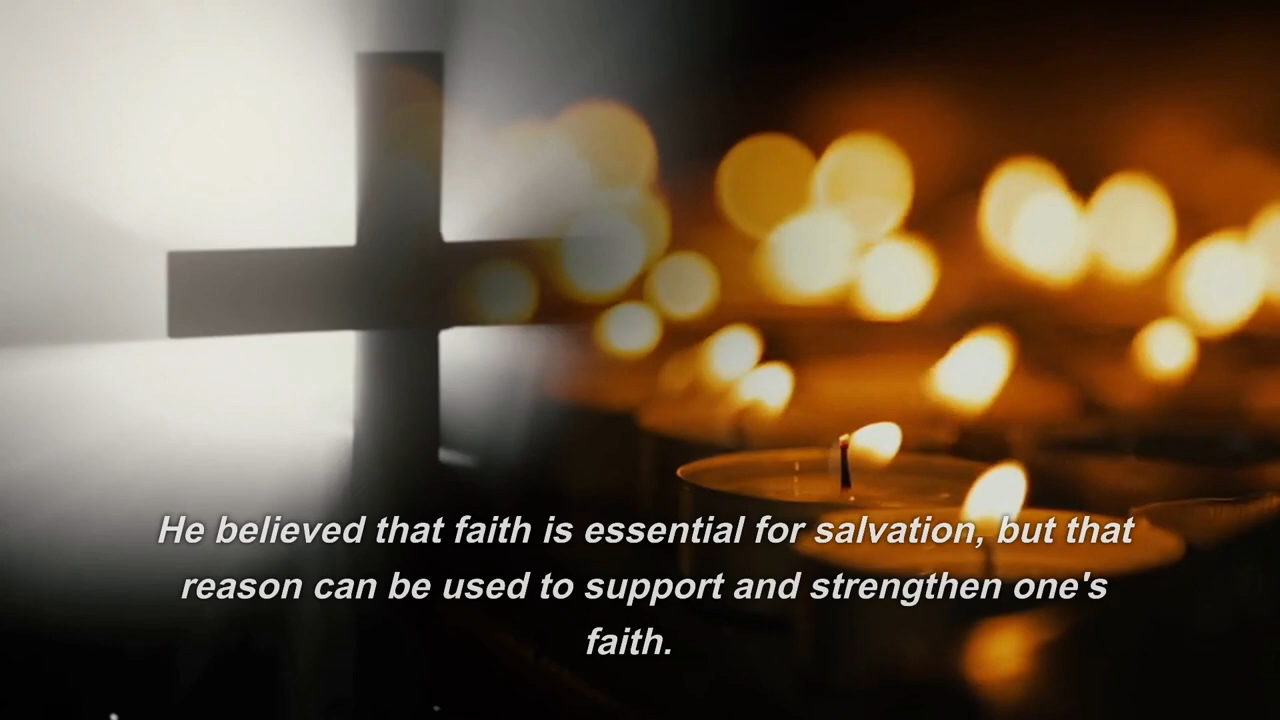 He believed that faith is essential for salvation, but that
reason can be used to support and strengthen one's
faith.